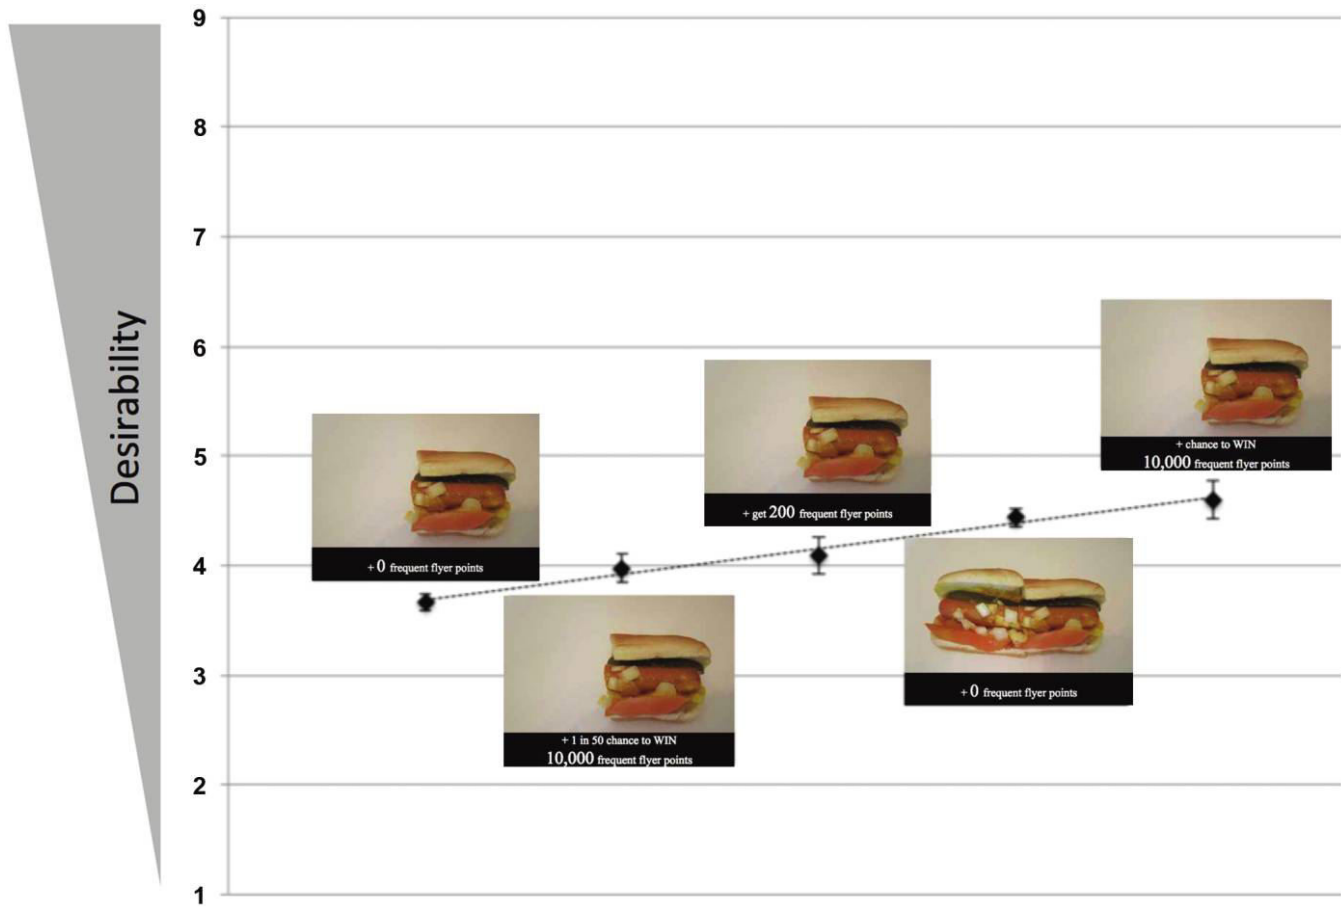 9
8
7
6
5
4
3
2
1
Desirability
+ 0 frequent flyer points
+ 1 in 50 chance to WIN
10,000 frequent flyer points
+ get 200 frequent flyer points
+ 0 frequent flyer points
+ chance to WIN
10,000 frequent flyer points